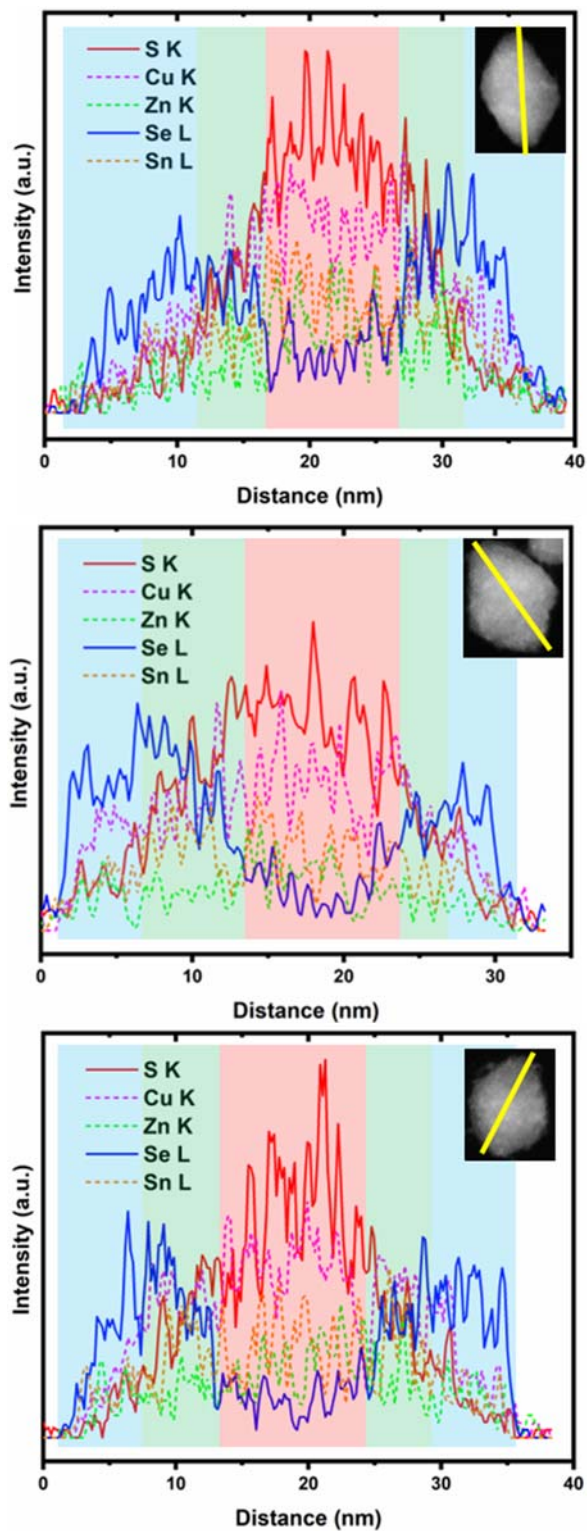 S K
Cu K
Zn K
Se L
Sn L
Intensity (a.u.)
0 10 20 30 40
Distance (nm)
S K
Cu K
Zn K
Se L
Sn L
Intensity (a.u.)
0 10 20 30
Distance (nm)
S K
Cu K
Zn K
Se L
Sn L
Intensity (a.u.)
0 10 20 30 40
Distance (nm)